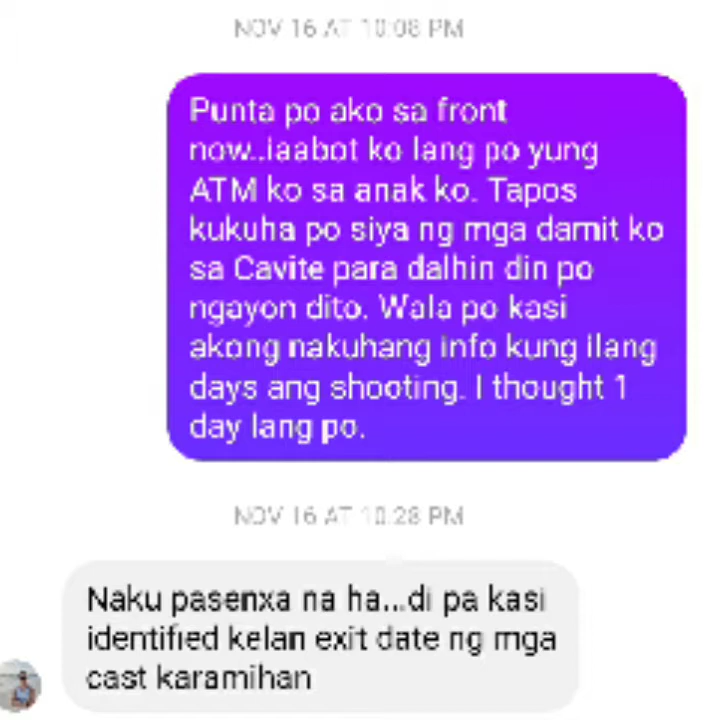 NOV 16 AT 10:08 PM
Punta po ako sa front
now..iaabot ko lang po yung
ATM ko sa anak ko. Tapos
kukuha po siya ng mga damit ko
sa Cavite para dalhin din po
ngayon dito. Wala po kasi
akong nakuhang info kung ilang
days ang shooting. I thought 1
day lang po.
NOV 16 AT 10:28 PM
Naku pasenxa na ha...di pa kasi
identified kelan exit date ng mga
cast karamihan